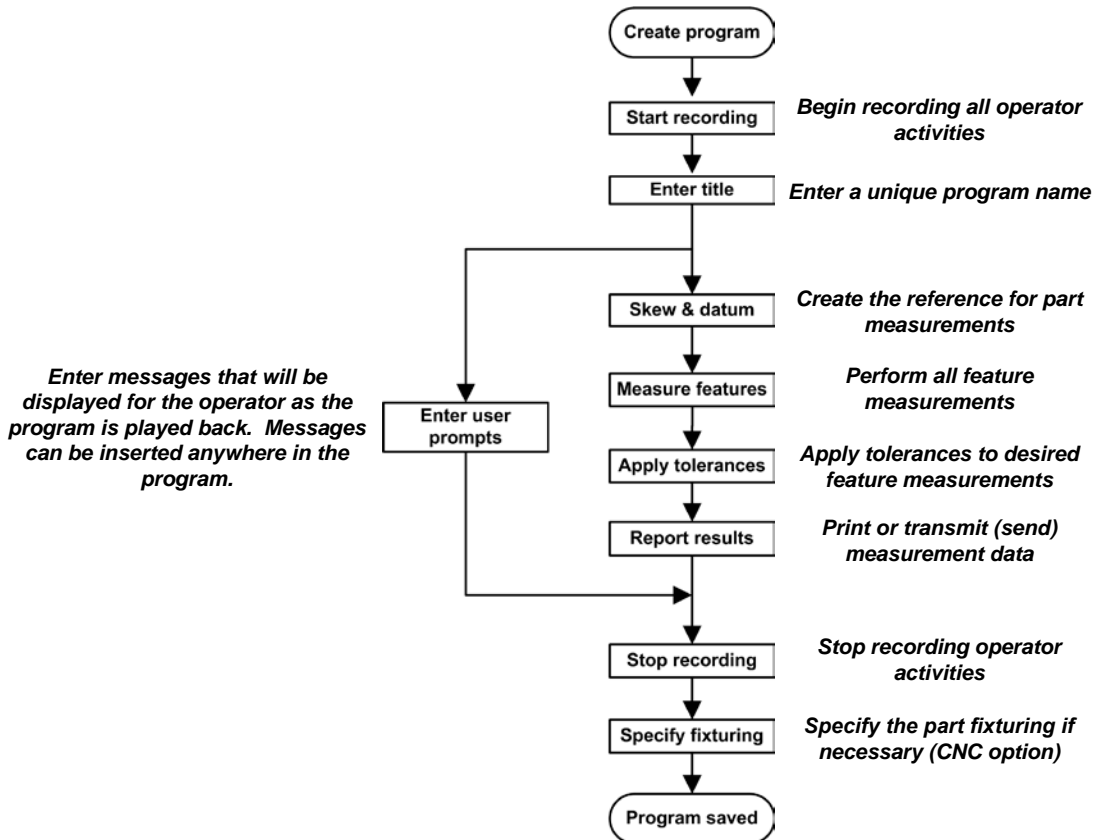 Create program
Start recording
Begin recording all operator
activities
Enter title
Enter a unique program name
Skew & datum
Create the reference for part
measurements
Enter messages that will be
displayed for the operator as the
program is played back. Messages
can be inserted anywhere in the
program.
Enter user
prompts
Measure features
Perform all feature
measurements
Apply tolerances
Apply tolerances to desired
feature measurements
Report results
Print or transmit (send)
measurement data
Stop recording
Stop recording operator
activities
Specify fixturing
Specify the part fixturing if
necessary (CNC option)
Program saved